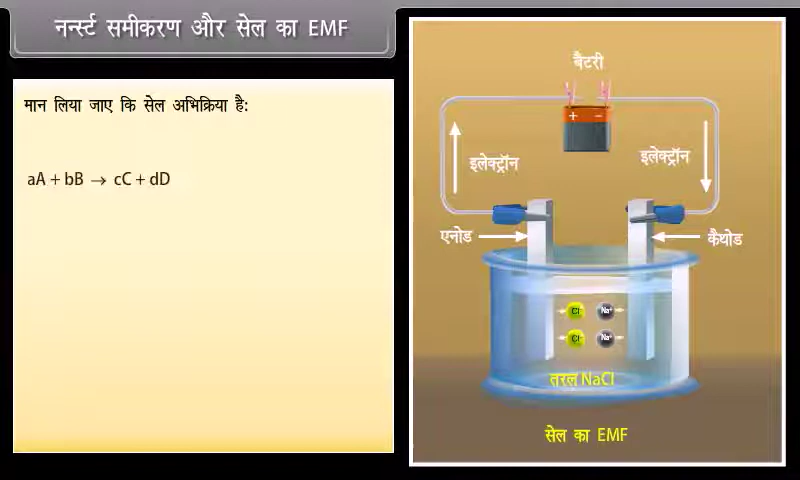 नर्न्स्ट समीकरण और सेल का EMF
मान लिया जाए कि सेल अभिक्रिया है:
aA + bB → cC + dD
बैटरी
+ −
इलेक्ट्रॉन
इलेक्ट्रॉन
एनोड
कैथोड
Cl⁻ Na⁺
Cl⁻ Na⁺
तरल NaCl
सेल का EMF